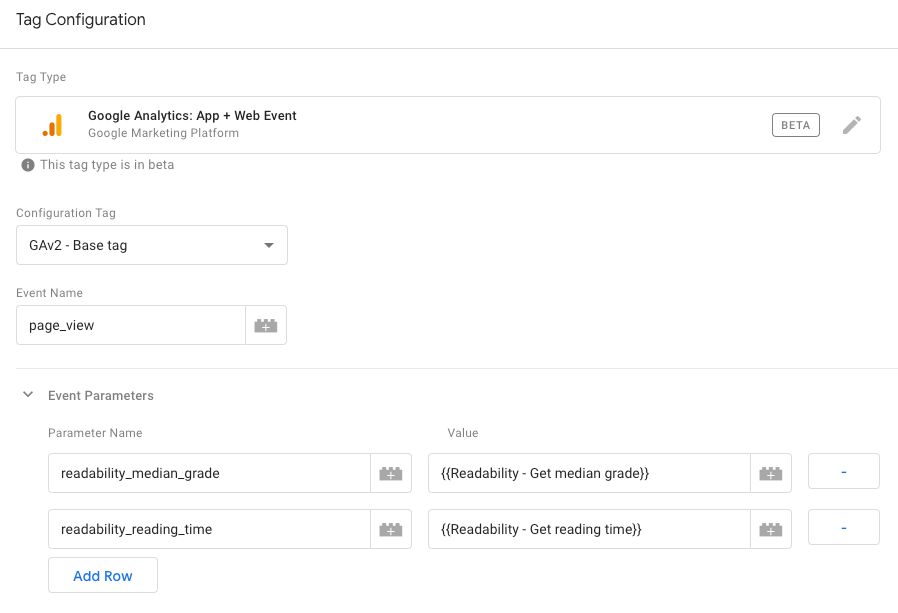 Tag Configuration
Tag Type
Google Analytics: App + Web Event
Google Marketing Platform
BETA
This tag type is in beta
Configuration Tag
GAv2 - Base tag
Event Name
page_view
Event Parameters
Parameter Name Value
readability_median_grade {{Readability - Get median grade}} -
readability_reading_time {{Readability - Get reading time}} -
Add Row